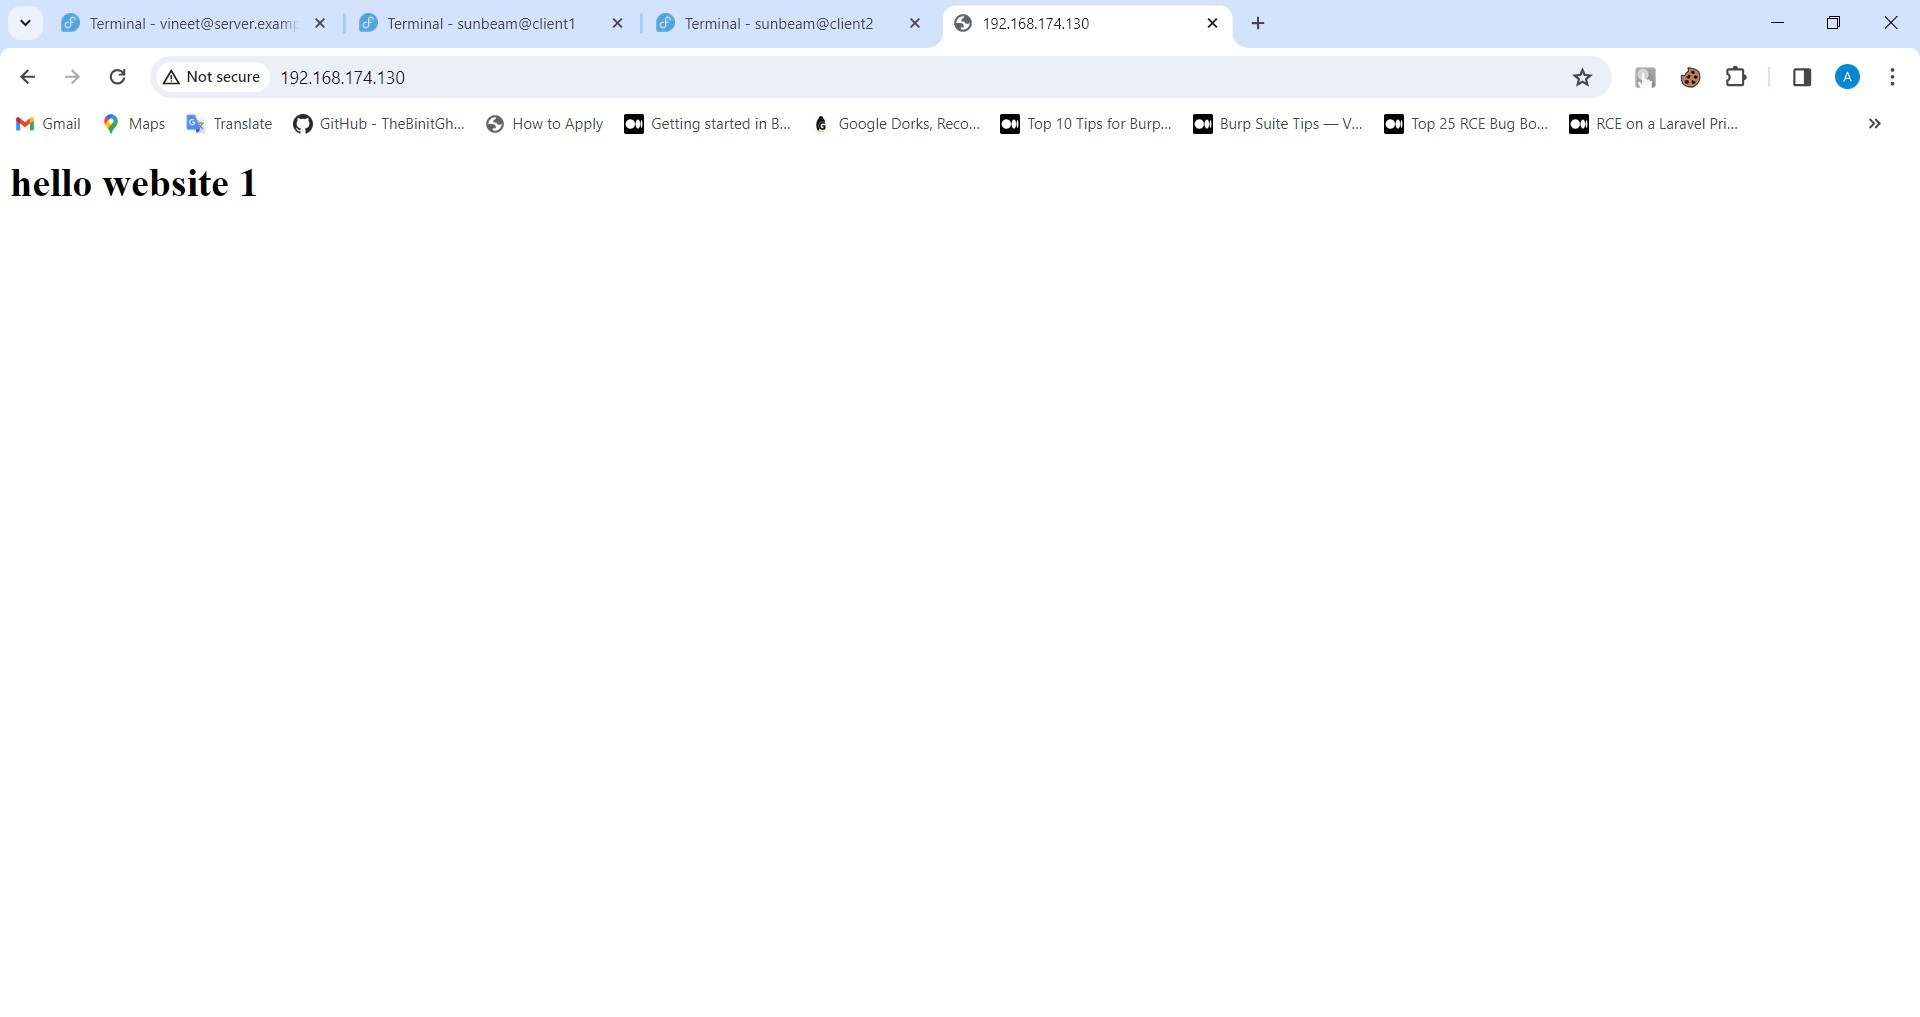 Terminal - vineet@server.examp
Terminal - sunbeam@client1
Terminal - sunbeam@client2
192.168.174.130
Not secure
192.168.174.130
A
Gmail
Maps
Translate
GitHub - TheBinitGh...
How to Apply
Getting started in B...
Google Dorks, Reco...
Top 10 Tips for Burp...
Burp Suite Tips — V...
Top 25 RCE Bug Bo...
RCE on a Laravel Pri...
hello website 1